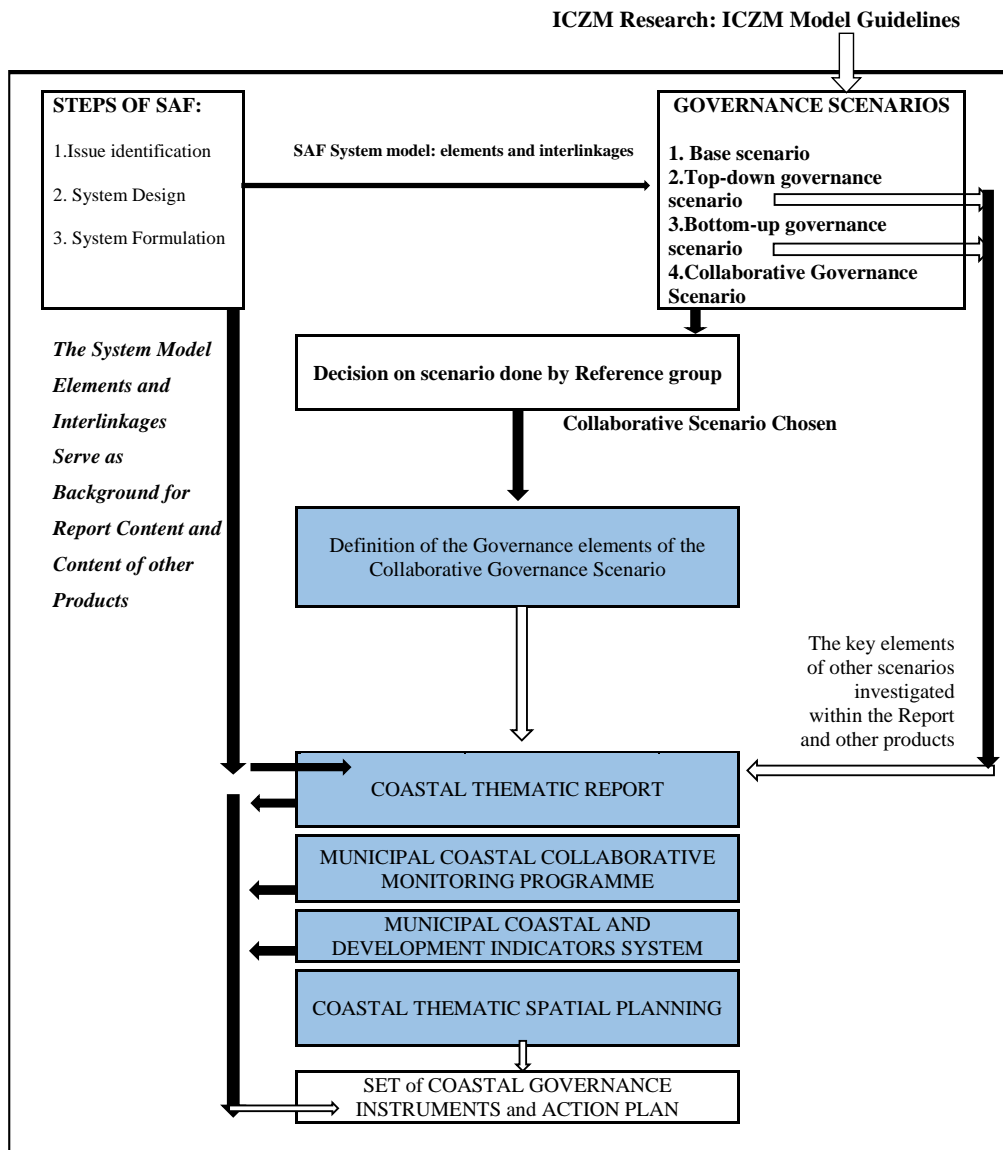 ICZM Research: ICZM Model Guidelines
STEPS OF SAF:
1.Issue identification
2. System Design
3. System Formulation
SAF System model: elements and interlinkages
GOVERNANCE SCENARIOS
1. Base scenario
2.Top-down governance
scenario
3.Bottom-up governance
scenario
4.Collaborative Governance
Scenario
The System Model
Elements and
Interlinkages
Serve as
Background for
Report Content and
Content of other
Products
Decision on scenario done by Reference group
Collaborative Scenario Chosen
Definition of the Governance elements of the
Collaborative Governance Scenario
The key elements
of other scenarios
investigated
within the Report
and other products
COASTAL THEMATIC REPORT
MUNICIPAL COASTAL COLLABORATIVE
MONITORING PROGRAMME
MUNICIPAL COASTAL AND
DEVELOPMENT INDICATORS SYSTEM
COASTAL THEMATIC SPATIAL PLANNING
SET of COASTAL GOVERNANCE
INSTRUMENTS and ACTION PLAN